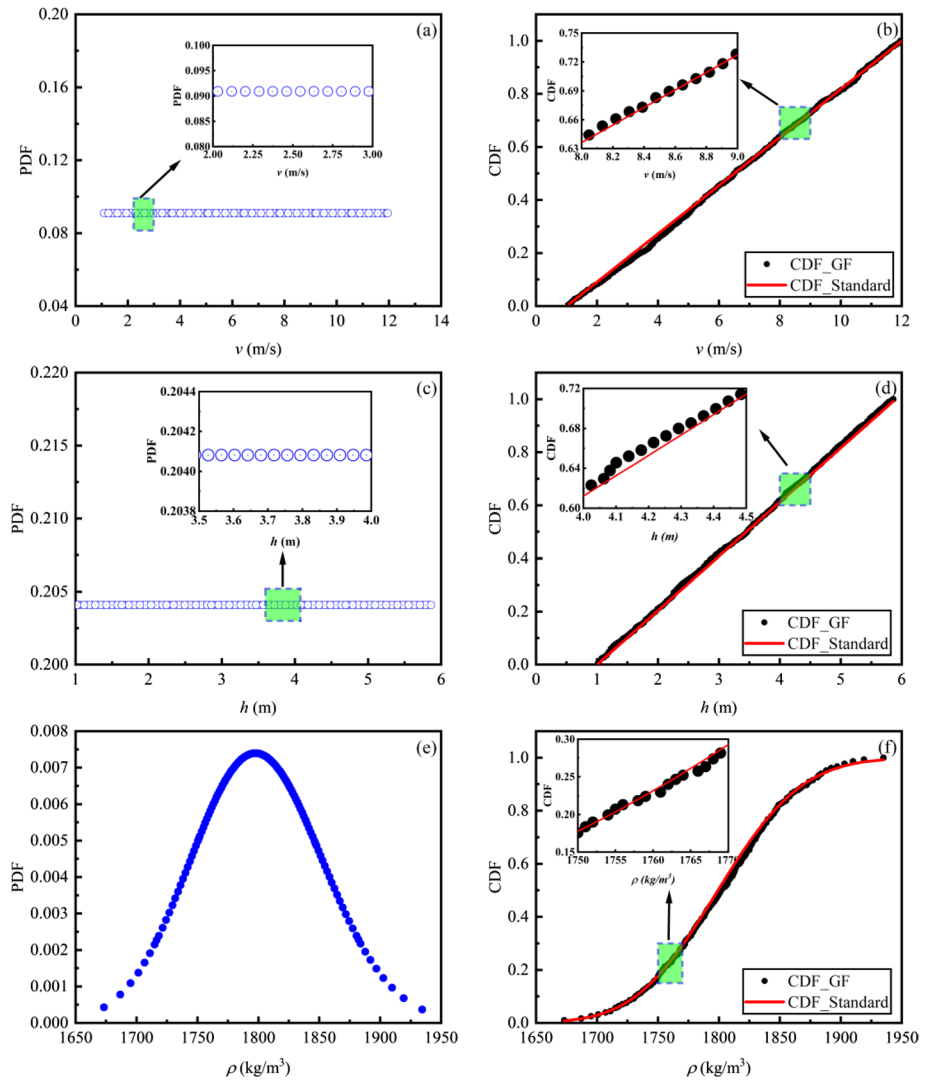 (a)
0.20
0.16
0.12
0.08
0.04
PDF
0 2 4 6 8 10 12 14
v (m/s)
0.100
0.095
0.090
0.085
0.080
PDF
2.00 2.25 2.50 2.75 3.00
v (m/s)
(b)
1.0
0.8
0.6
0.4
0.2
0.0
CDF
2 4 6 8 10 12
v (m/s)
0.75
0.72
0.69
0.66
0.63
CDF
8.0 8.2 8.4 8.6 8.8 9.0
v (m/s)
CDF_GF
CDF_Standard
(c)
0.220
0.215
0.210
0.205
0.200
PDF
1 2 3 4 5 6
h (m)
0.2044
0.2041
0.2040
0.2038
PDF
3.5 3.6 3.7 3.8 3.9 4.0
h (m)
(d)
1.0
0.8
0.6
0.4
0.2
0.0
CDF
0 1 2 3 4 5 6
h (m)
0.72
0.68
0.64
0.60
CDF
4.0 4.1 4.2 4.3 4.4 4.5
h (m)
CDF_GF
CDF_Standard
(e)
0.008
0.007
0.006
0.005
0.004
0.003
0.002
0.001
0.000
PDF
1650 1700 1750 1800 1850 1900 1950
ρ (kg/m³)
(f)
1.0
0.8
0.6
0.4
0.2
0.0
CDF
1650 1700 1750 1800 1850 1900 1950
ρ (kg/m³)
0.30
0.25
0.20
0.15
CDF
1750 1755 1760 1765 1770
ρ (kg/m³)
CDF_GF
CDF_Standard